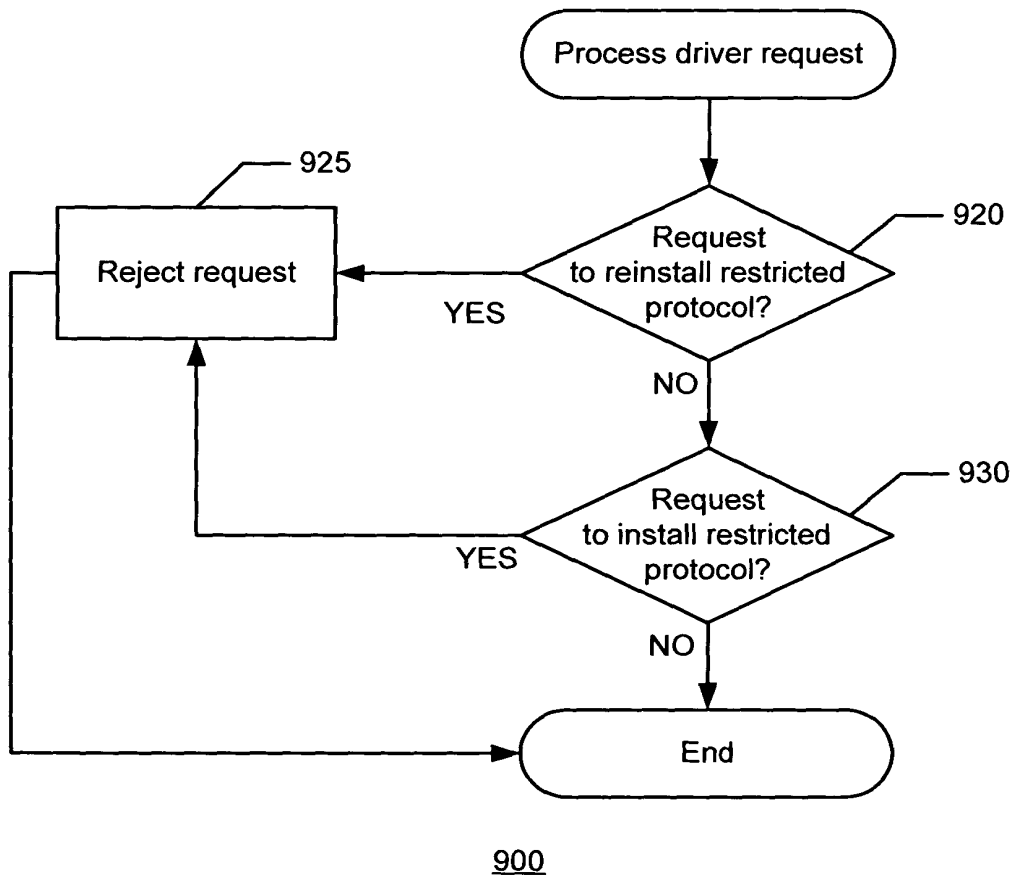 Process driver request
925
920
Request
to reinstall restricted
protocol?
Reject request
YES
NO
930
Request
to install restricted
protocol?
YES
NO
End
900